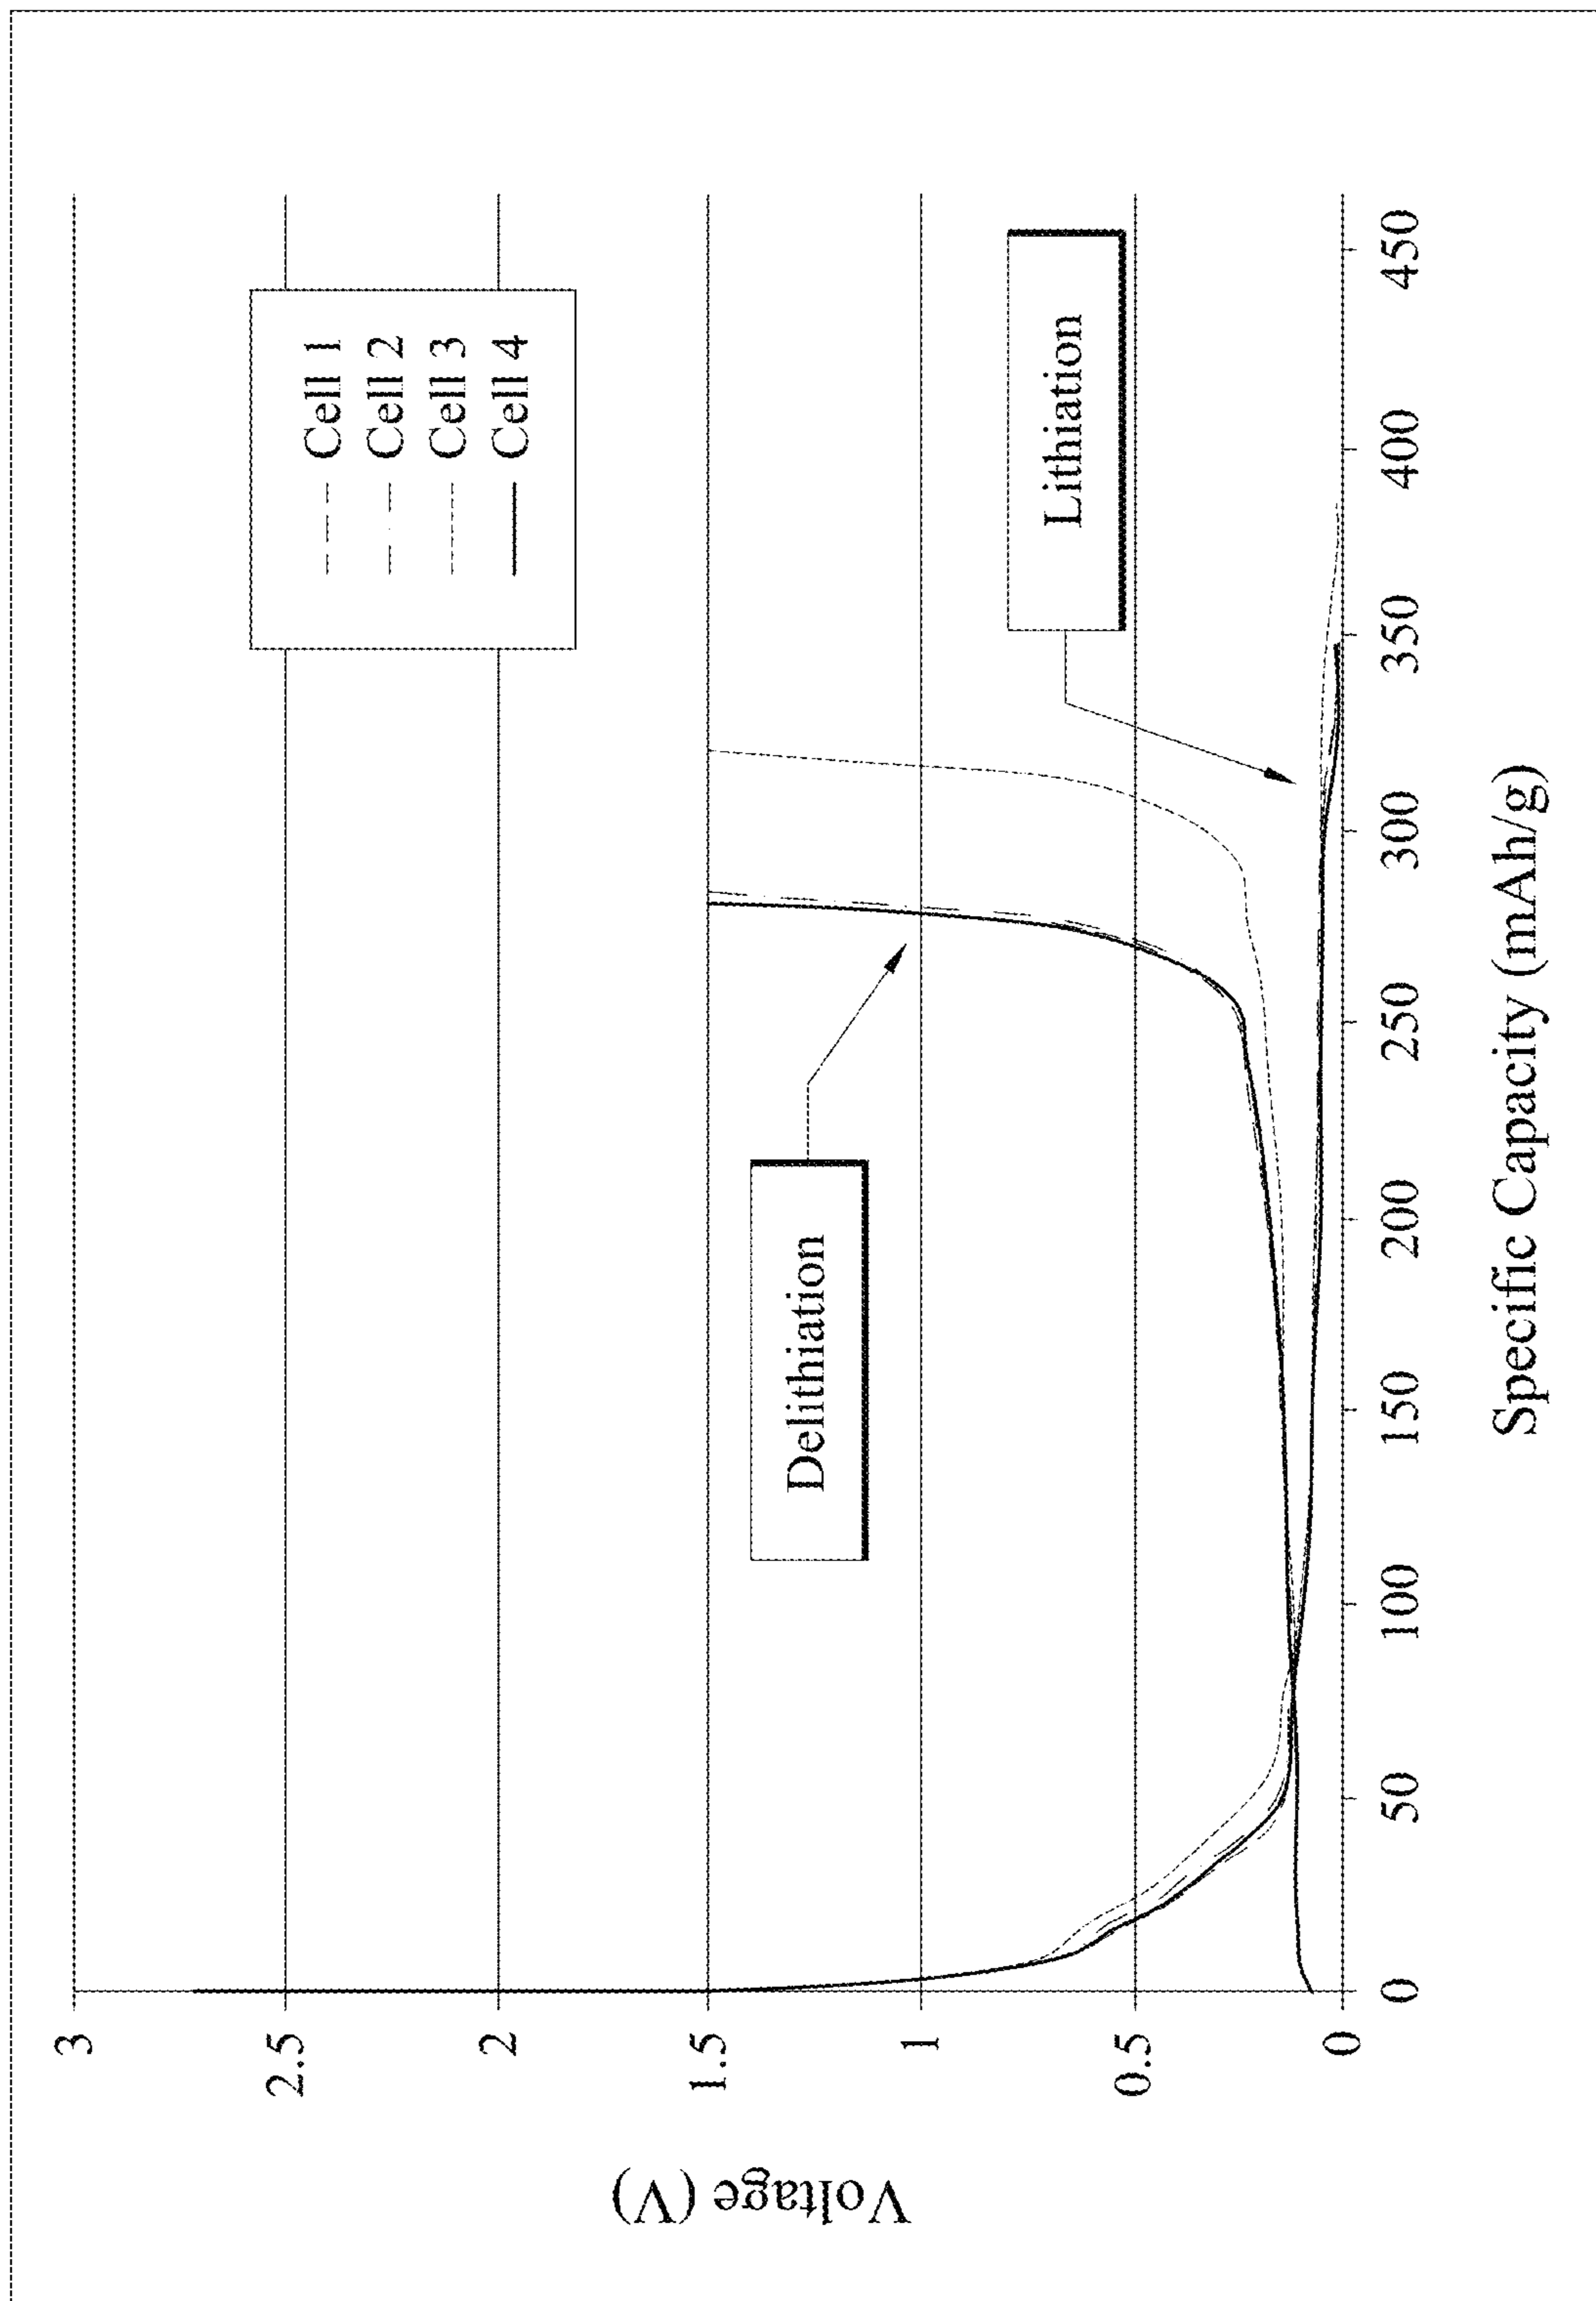 3
2.5
2
1.5
1
0.5
0
Voltage (V)
Cell 1
Cell 2
Cell 3
Cell 4
Delithiation
Lithiation
0
50
100
150
200
250
300
350
400
450
Specific Capacity (mAh/g)